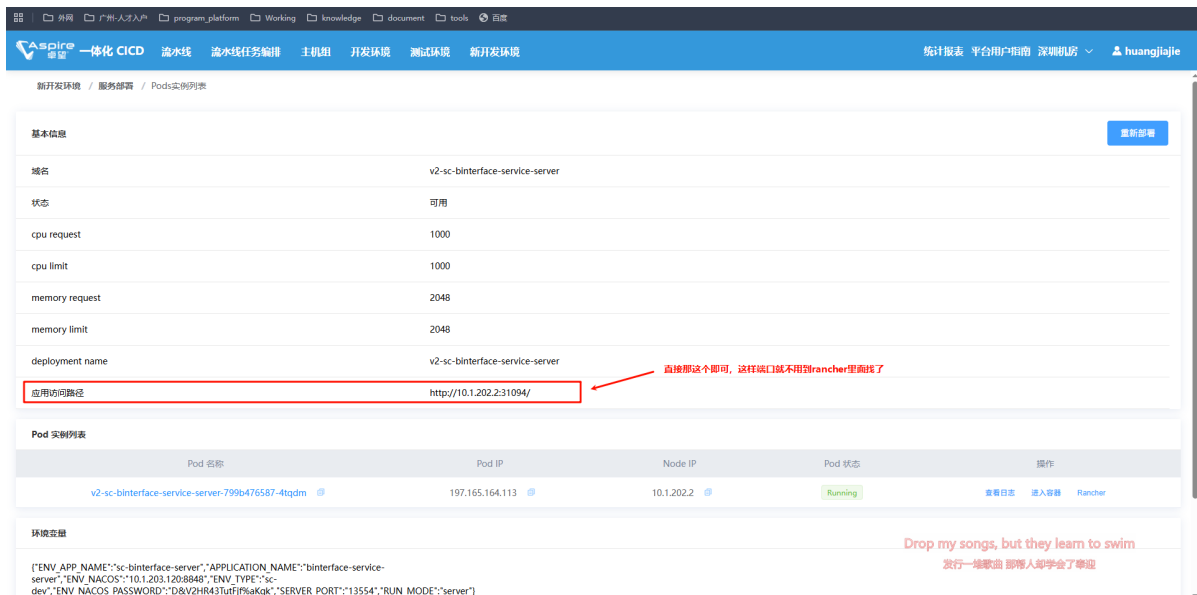 外网 广州-人才入户 program_platform Working knowledge document tools 百度
Aspire 卓望 一体化 CICD 流水线 流水线任务编排 主机组 开发环境 测试环境 新开发环境 统计报表 平台用户指南 深圳机房 huangjiajie
新开发环境 / 服务部署 / Pods实例列表
基本信息 重新部署
域名 v2-sc-binterface-service-server
状态 可用
cpu request 1000
cpu limit 1000
memory request 2048
memory limit 2048
deployment name v2-sc-binterface-service-server
直接那这个即可，这样端口就不用到rancher里面找了
应用访问路径 http://10.1.202.2:31094/
Pod 实例列表
Pod 名称 Pod IP Node IP Pod 状态 操作
v2-sc-binterface-service-server-799b476587-4tqdm 197.165.164.113 10.1.202.2 Running 查看日志 进入容器 Rancher
环境变量
Drop my songs, but they learn to swim
发行一堆歌曲 那帮人却学会了幸迎
{"ENV_APP_NAME":"sc-binterface-server","APPLICATION_NAME":"binterface-service-
server","ENV_NACOS":"10.1.203.120:8848","ENV_TYPE":"sc-
dev","ENV_NACOS_PASSWORD":"D&V2HR43TutFjf%aKqk","SERVER_PORT":"13554","RUN_MODE":"server"}